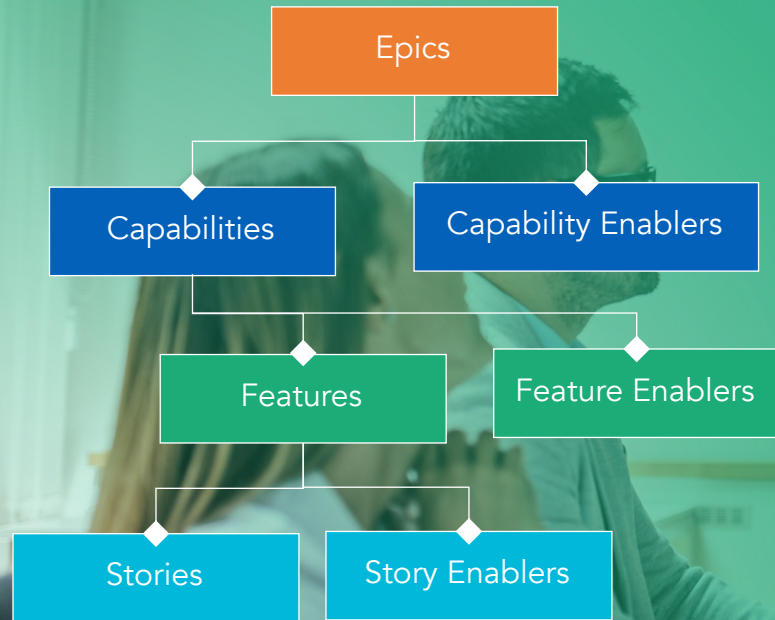 Epics
Capabilities
Capability Enablers
Features
Feature Enablers
Stories
Story Enablers